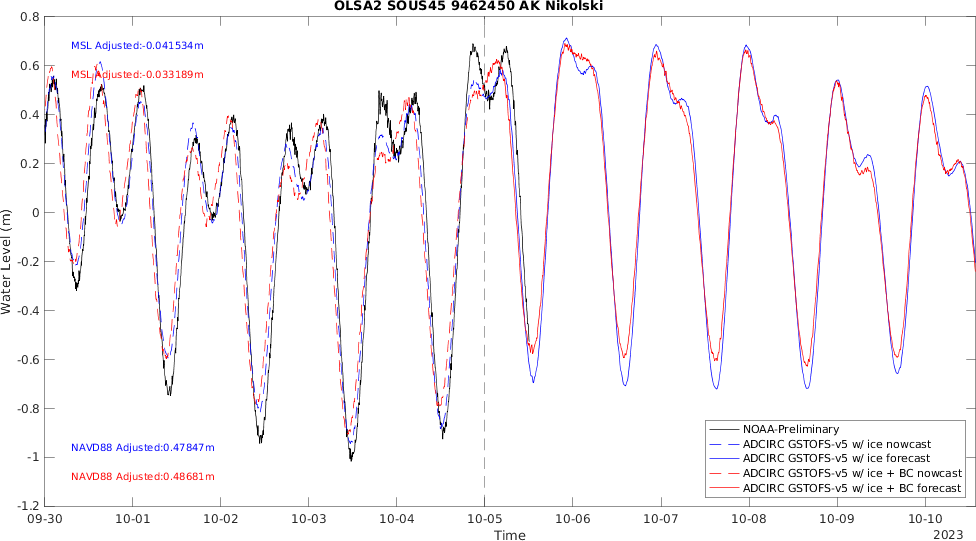 OLSA2 SOUS45 9462450 AK Nikolski
MSL Adjusted:-0.041534m
MSL Adjusted:-0.033189m
NAVD88 Adjusted:0.47847m
NAVD88 Adjusted:0.48681m
Water Level (m)
0.8
0.6
0.4
0.2
0
-0.2
-0.4
-0.6
-0.8
-1
-1.2
NOAA-Preliminary
ADCIRC GSTOFS-v5 w/ ice nowcast
ADCIRC GSTOFS-v5 w/ ice forecast
ADCIRC GSTOFS-v5 w/ ice + BC nowcast
ADCIRC GSTOFS-v5 w/ ice + BC forecast
09-30 10-01 10-02 10-03 10-04 10-05 10-06 10-07 10-08 10-09 10-10
Time
2023